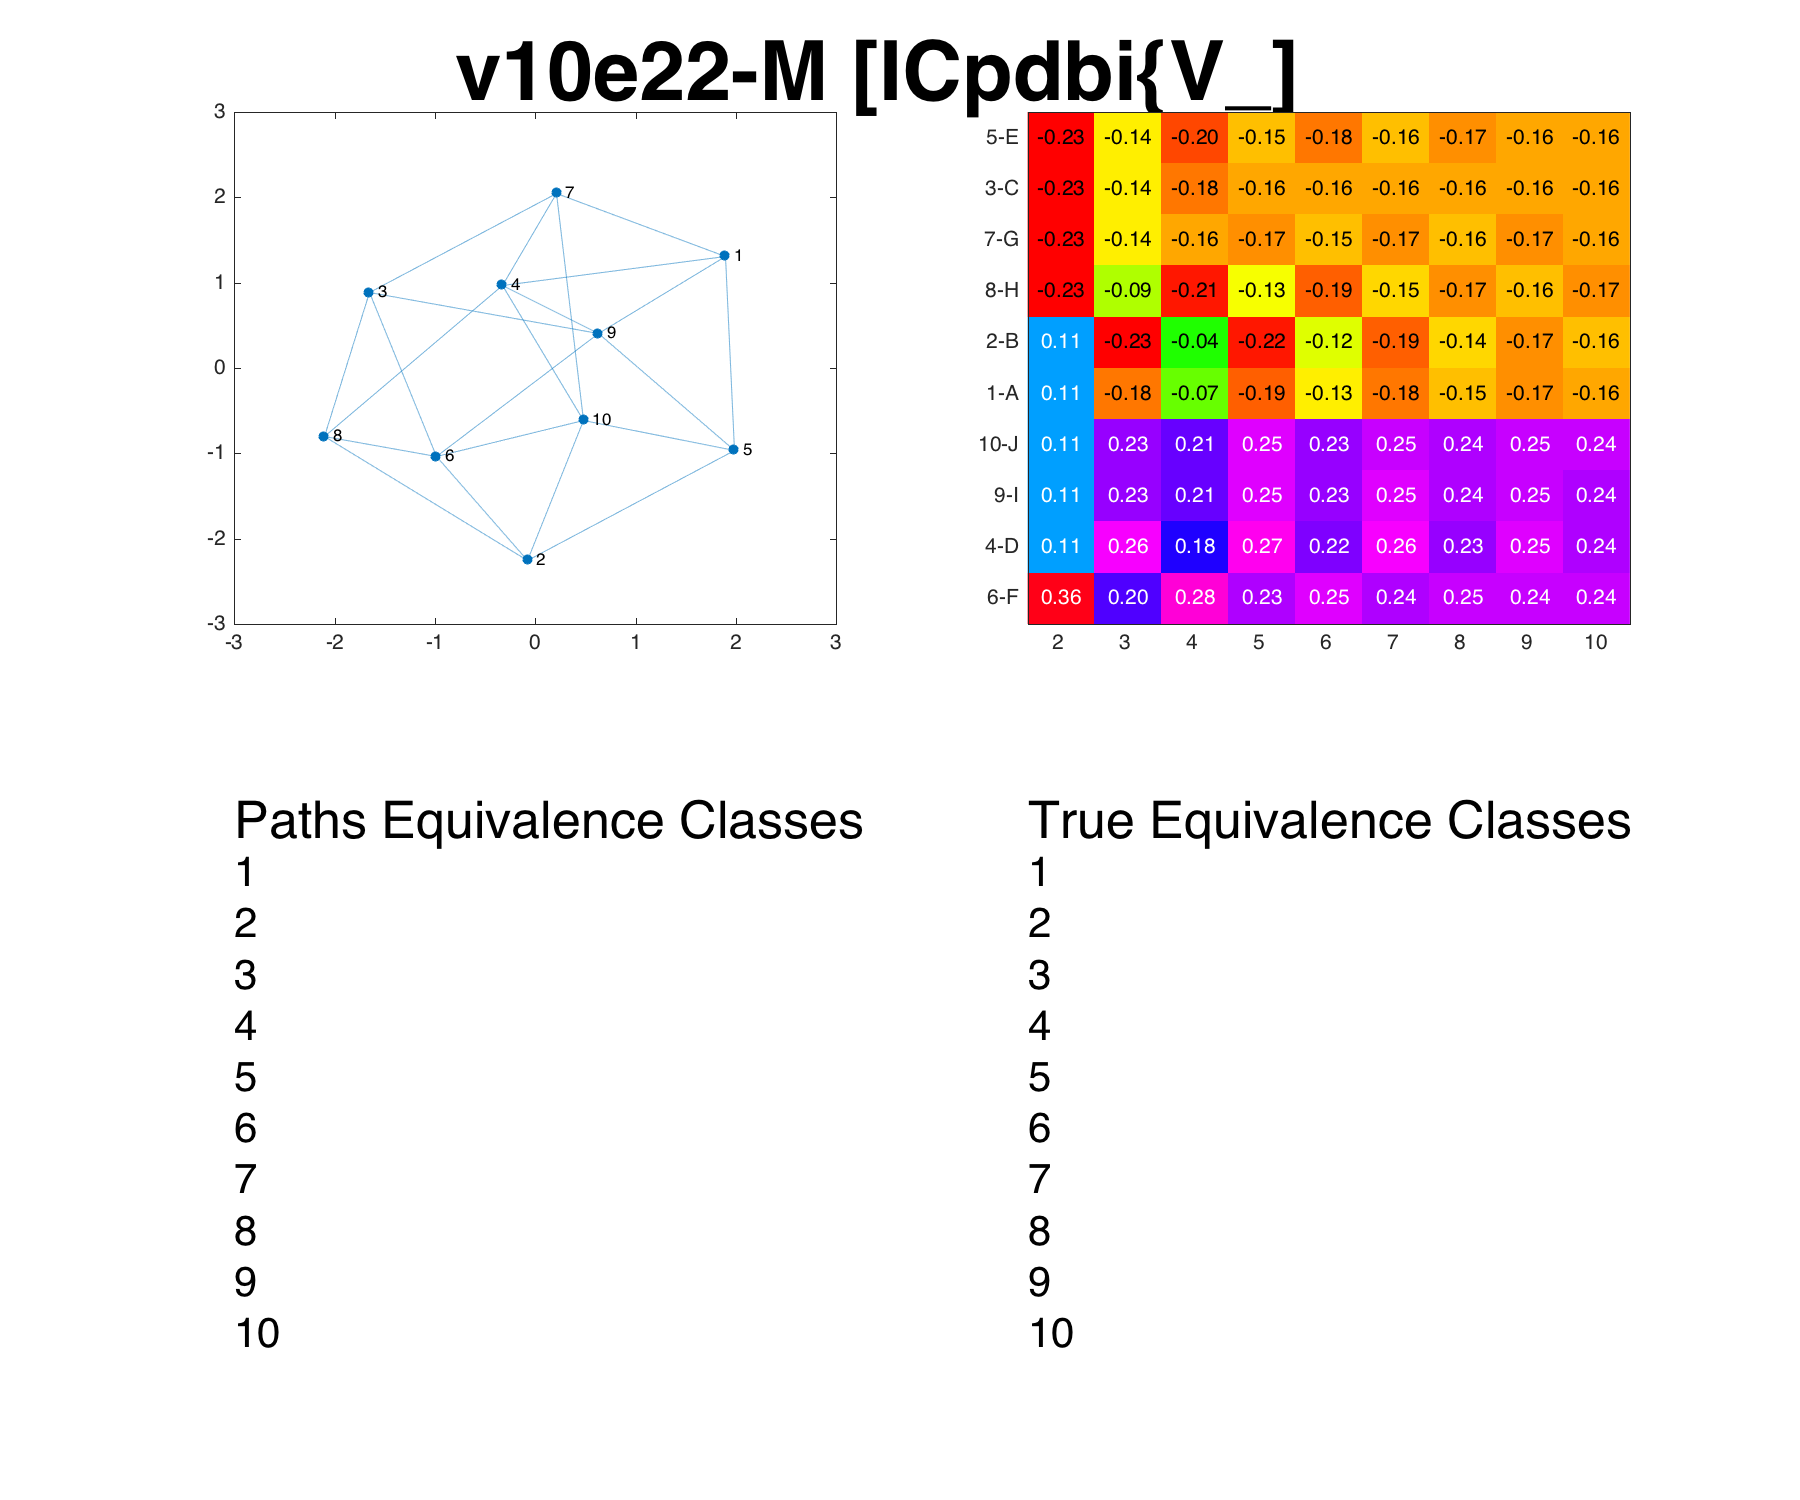 v10e22-M [ICpdbi{V_]
3
2
1
0
-1
-2
-3
-3 -2 -1 0 1 2 3
7
1
4
3
9
10
8
6
5
2
5-E -0.23 -0.14 -0.20 -0.15 -0.18 -0.16 -0.17 -0.16 -0.16
3-C -0.23 -0.14 -0.18 -0.16 -0.16 -0.16 -0.16 -0.16 -0.16
7-G -0.23 -0.14 -0.16 -0.17 -0.15 -0.17 -0.16 -0.17 -0.16
8-H -0.23 -0.09 -0.21 -0.13 -0.19 -0.15 -0.17 -0.16 -0.17
2-B 0.11 -0.23 -0.04 -0.22 -0.12 -0.19 -0.14 -0.17 -0.16
1-A 0.11 -0.18 -0.07 -0.19 -0.13 -0.18 -0.15 -0.17 -0.16
10-J 0.11 0.23 0.21 0.25 0.23 0.25 0.24 0.25 0.24
9-I 0.11 0.23 0.21 0.25 0.23 0.25 0.24 0.25 0.24
4-D 0.11 0.26 0.18 0.27 0.22 0.26 0.23 0.25 0.24
6-F 0.36 0.20 0.28 0.23 0.25 0.24 0.25 0.24 0.24
2 3 4 5 6 7 8 9 10
Paths Equivalence Classes
1
2
3
4
5
6
7
8
9
10
True Equivalence Classes
1
2
3
4
5
6
7
8
9
10